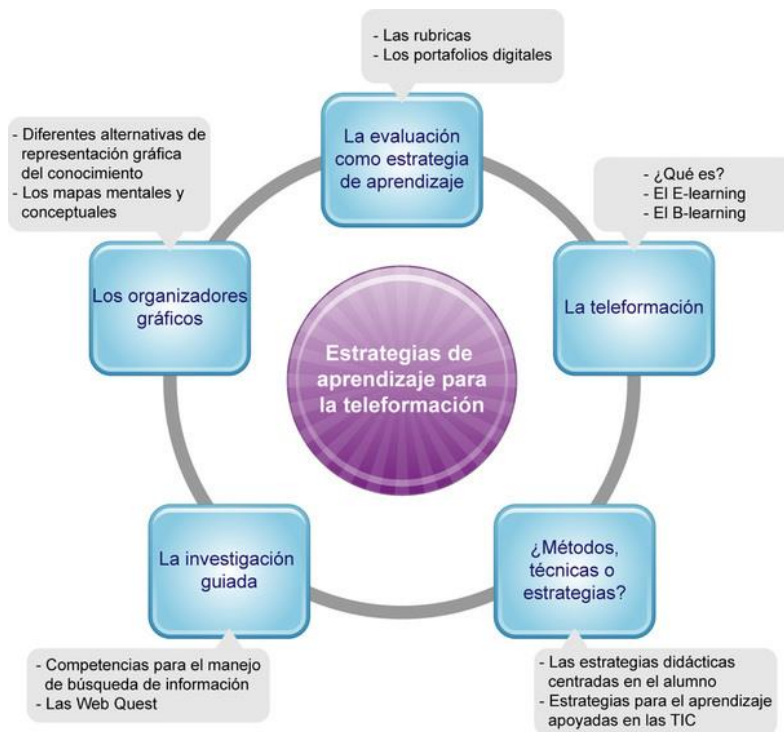 - Las rubricas
- Los portafolios digitales
La evaluación
como estrategia
de aprendizaje
- Diferentes alternativas de
representación gráfica
del conocimiento
- Los mapas mentales y
conceptuales
- ¿Qué es?
- El E-learning
- El B-learning
Los organizadores
gráficos
La teleformación
Estrategias de
aprendizaje para
la teleformación
La investigación
guiada
¿Métodos,
técnicas o
estrategias?
- Competencias para el manejo
de búsqueda de información
- Las Web Quest
- Las estrategias didácticas
centradas en el alumno
- Estrategias para el aprendizaje
apoyadas en las TIC